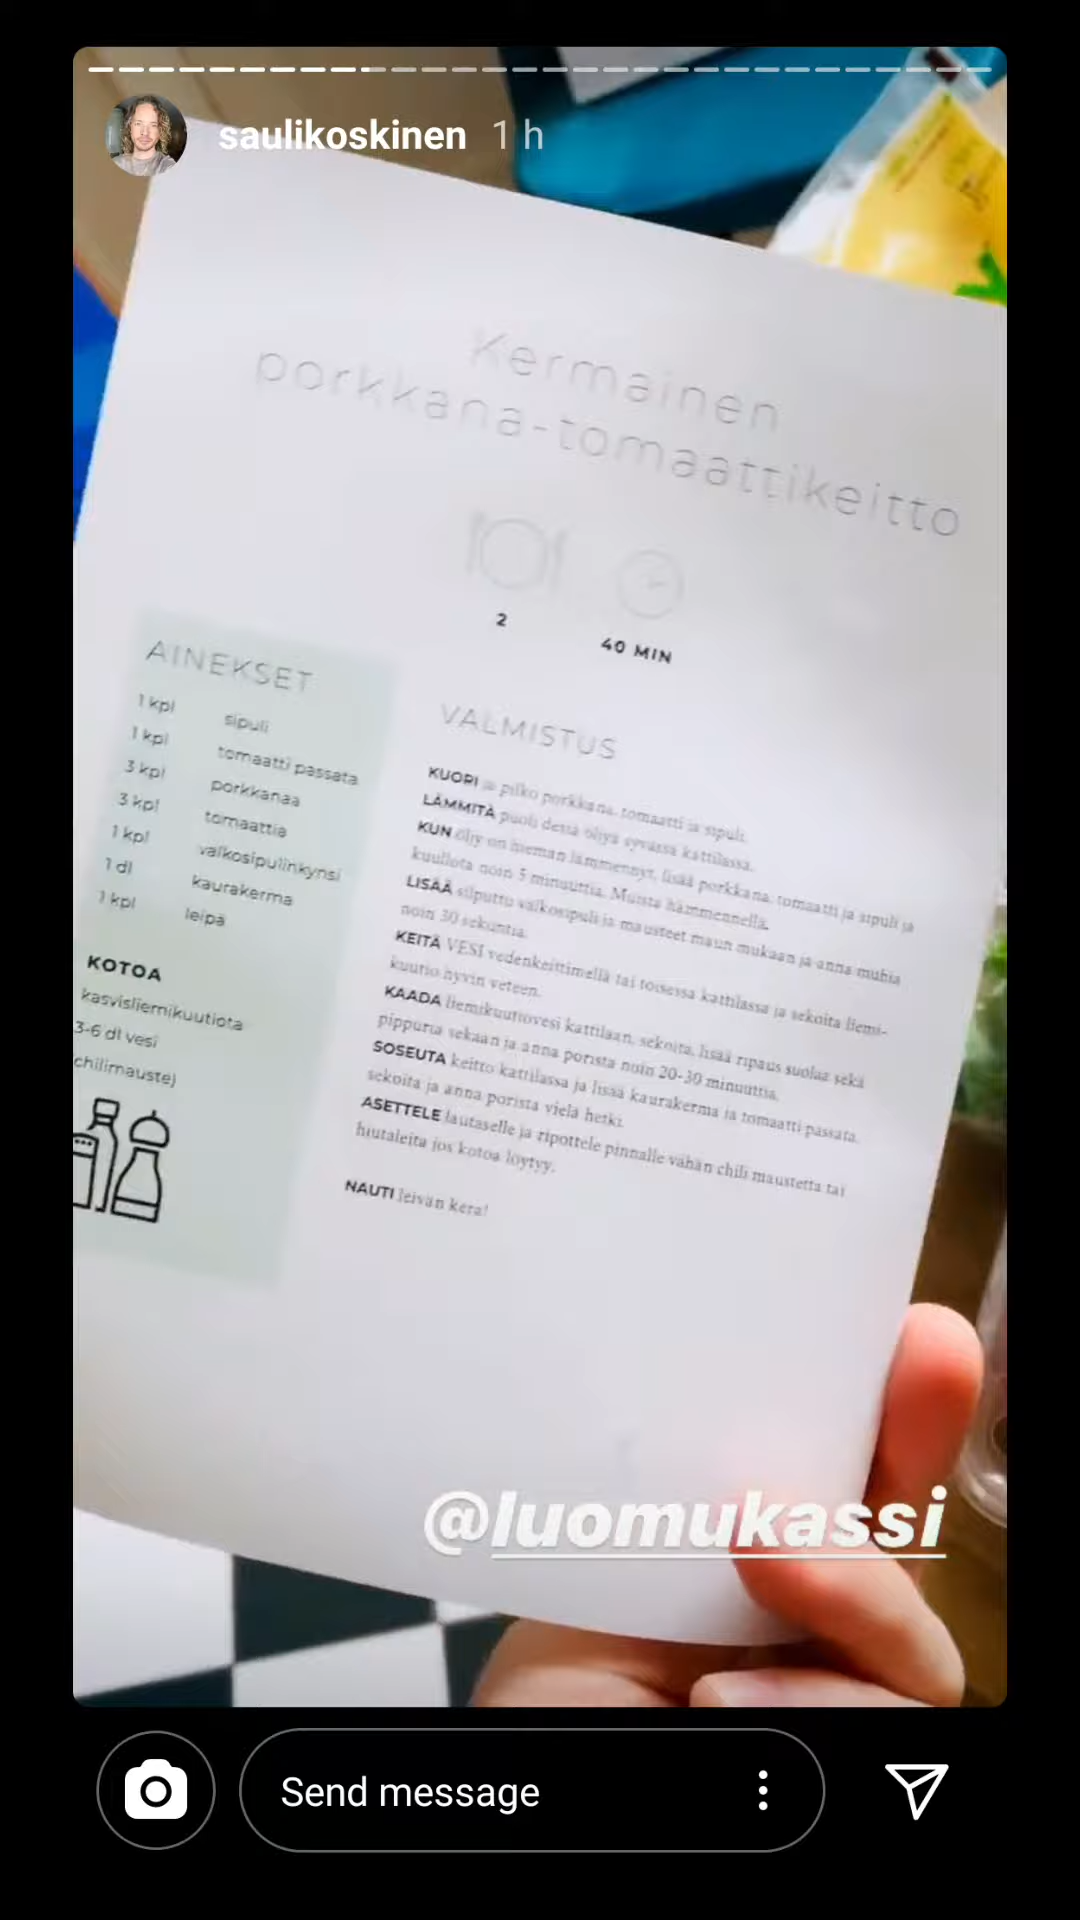 saulikoskinen 1 h
Kermainen
porkkana-tomaattikeitto
2
40 MIN
AINEKSET
1 kpl sipuli
1 kpl tomaatti passata
3 kpl porkkanaa
3 kpl tomaattia
1 kpl valkosipulinkynsi
1 dl kaurakerma
1 kpl leipä
KOTOA
kasvisliemikuutiota
3-6 dl vesi
chilimauste)
VALMISTUS
KUORI ja pilko porkkana, tomaatti ja sipuli.
LÄMMITÄ puoli desiä öljyä syvässä kattilassa.
KUN öljy on hieman lämmennyt, lisää porkkana, tomaatti ja sipuli ja
kuullota noin 5 minuuttia. Muista hämmennellä.
LISÄÄ silputtu valkosipuli ja mausteet maun mukaan ja anna muhia
noin 30 sekuntia.
KEITÄ VESI vedenkeittimellä tai toisessa kattilassa ja sekoita liemi-
kuutio hyvin veteen.
KAADA liemikuutiovesi kattilaan, sekoita, lisää ripaus suolaa sekä
pippuria sekaan ja anna porista noin 20-30 minuuttia.
SOSEUTA keitto kattilassa ja lisää kaurakerma ja tomaatti passata,
sekoita ja anna porista vielä hetki.
ASETTELE lautaselle ja ripottele pinnalle vähän chili maustetta tai
hiutaleita jos kotoa löytyy.
NAUTI leivän kera!
@luomukassi
Send message